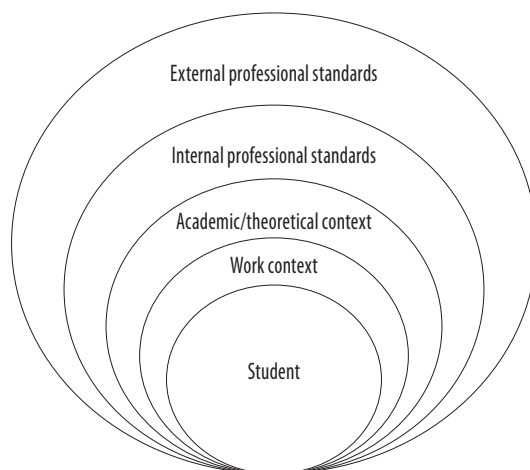 External professional standards
Internal professional standards
Academic/theoretical context
Work context
Student